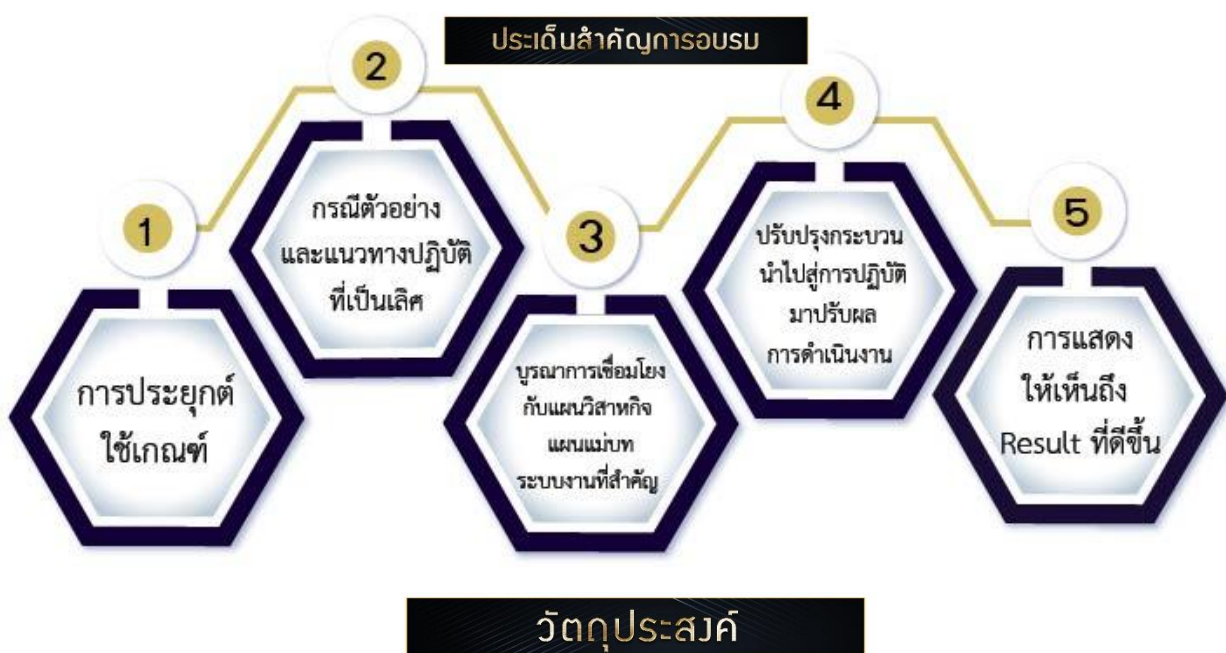 ประเด็นสำคัญการอบรม
1
การประยุกต์
ใช้เกณฑ์
2
กรณีตัวอย่าง
และแนวทางปฏิบัติ
ที่เป็นเลิศ
3
บูรณาการเชื่อมโยง
กับแผนวิสาหกิจ
แผนแม่บท
ระบบงานที่สำคัญ
4
ปรับปรุงกระบวน
นำไปสู่การปฏิบัติ
มาปรับผล
การดำเนินงาน
5
การแสดง
ให้เห็นถึง
Result ที่ดีขึ้น
วัตถุประสงค์